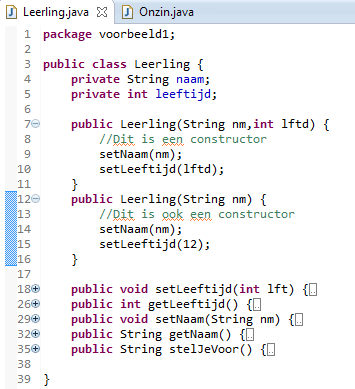 Leerling.java Onzin.java
1 package voorbeeld1;
2
3 public class Leerling {
4 private String naam;
5 private int leeftijd;
6
7 public Leerling(String nm,int lftd) {
8 //Dit is een constructor
9 setNaam(nm);
10 setLeeftijd(lftd);
11 }
12 public Leerling(String nm) {
13 //Dit is ook een constructor
14 setNaam(nm);
15 setLeeftijd(12);
16 }
17
18 public void setLeeftijd(int lft) {
26 public int getLeeftijd() {
29 public void setNaam(String nm) {
32 public String getNaam() {
35 public String stelJeVoor() {
38
39 }